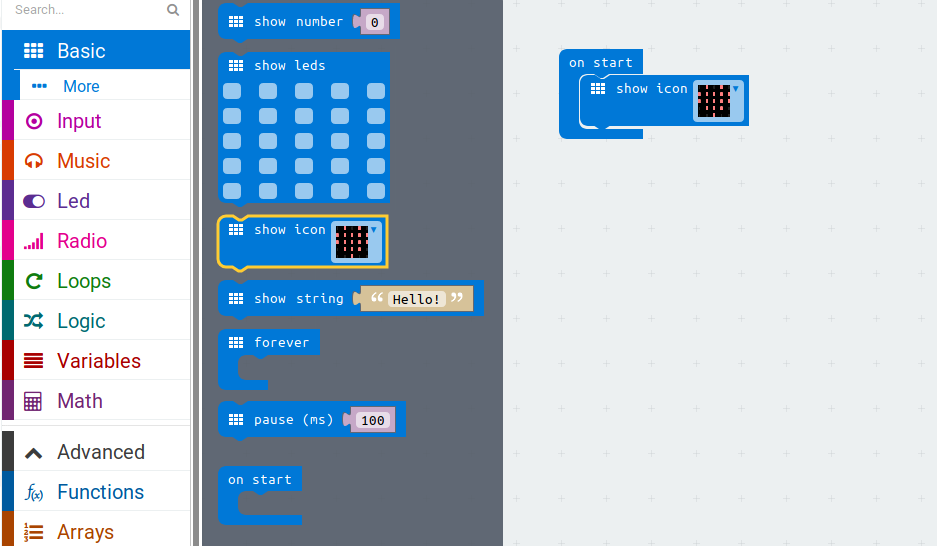 Search...
Basic
More
Input
Music
Led
Radio
Loops
Logic
Variables
Math
Advanced
Functions
Arrays
show number 0
show leds
show icon
show string “ Hello! ”
forever
pause (ms) 100
on start
on start
show icon